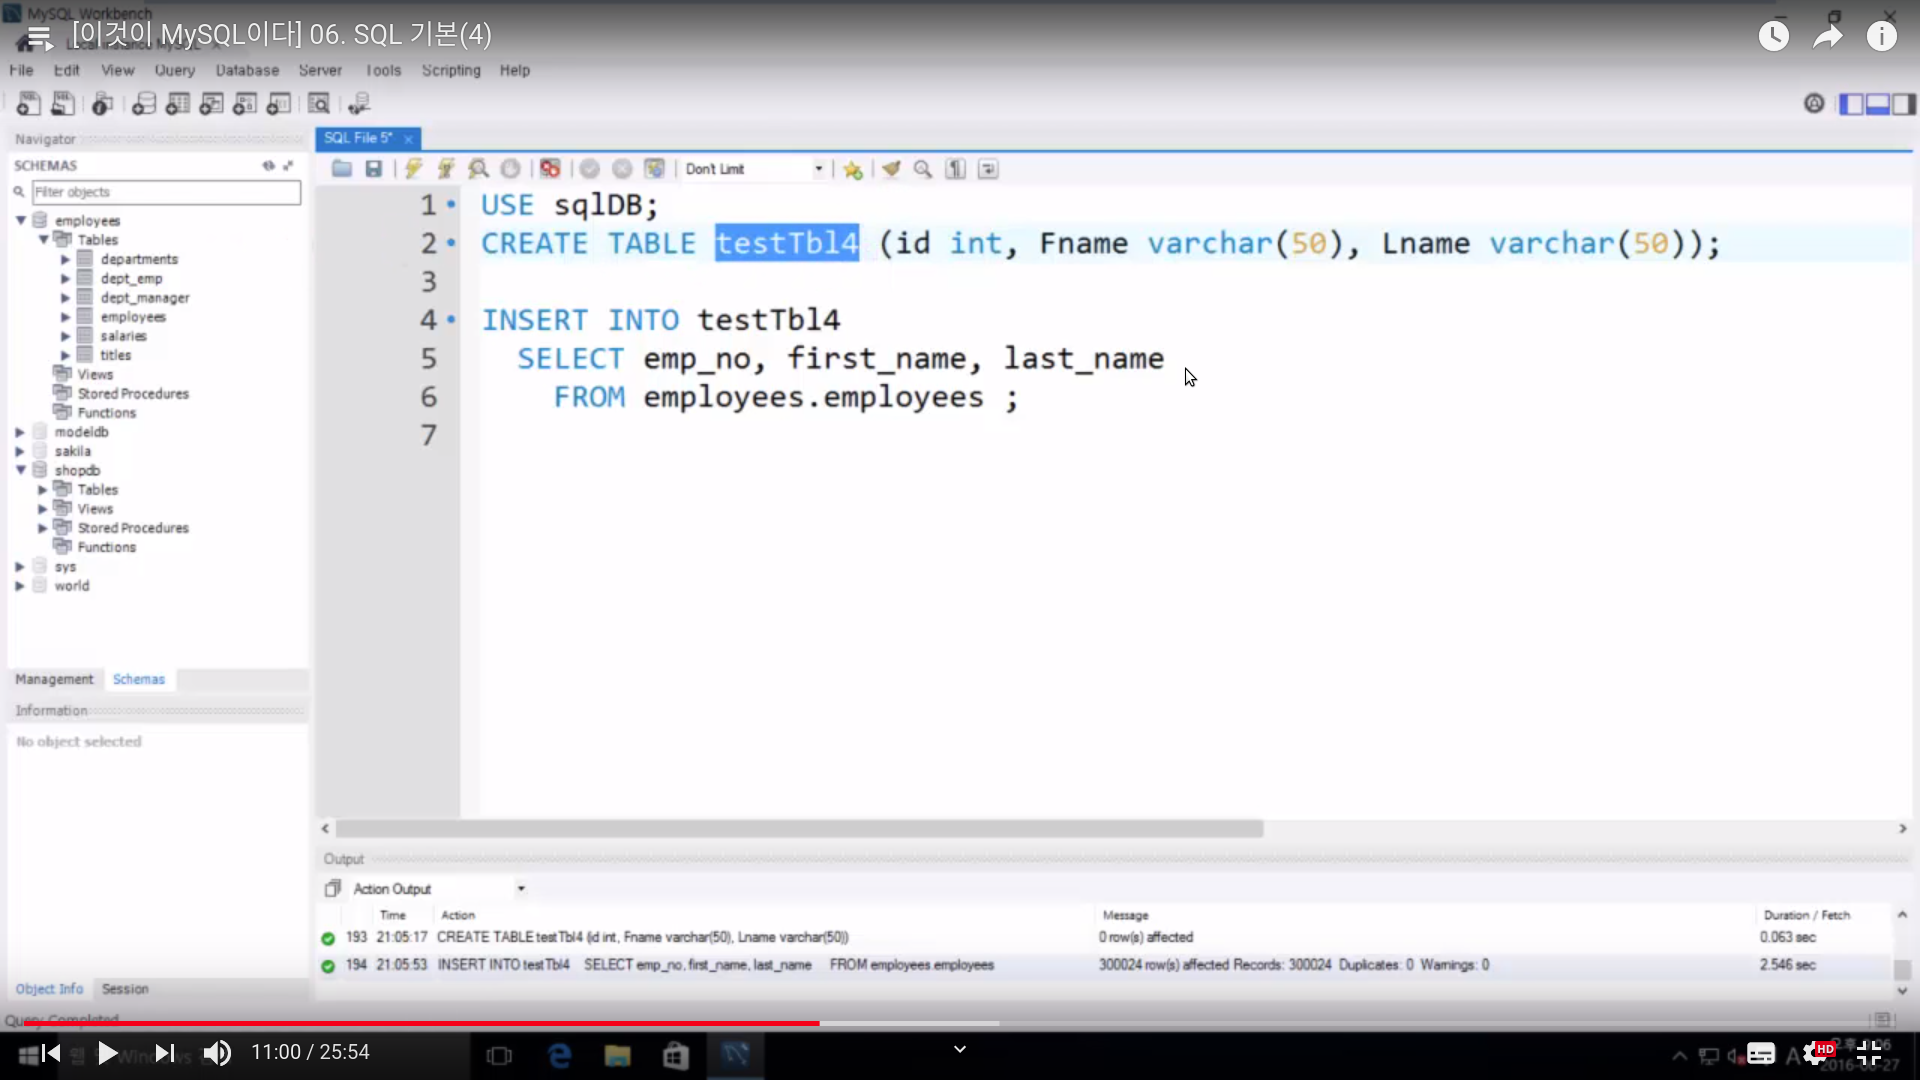 MySQL Workbench
[이것이 MySQL이다] 06. SQL 기본(4)
File Edit View Query Database Server Tools Scripting Help
Navigator
SCHEMAS
Filter objects
employees
Tables
departments
dept_emp
dept_manager
employees
salaries
titles
Views
Stored Procedures
Functions
modeldb
sakila
shopdb
Tables
Views
Stored Procedures
Functions
sys
world
Management Schemas
Information
No object selected
Object Info Session
SQL File 5*
Don't Limit
1 USE sqlDB;
2 CREATE TABLE testTbl4 (id int, Fname varchar(50), Lname varchar(50));
3
4 INSERT INTO testTbl4
5 SELECT emp_no, first_name, last_name
6 FROM employees.employees ;
7
Output
Action Output
Time Action Message Duration / Fetch
193 21:05:17 CREATE TABLE testTbl4 (id int, Fname varchar(50), Lname varchar(50)) 0 row(s) affected 0.063 sec
194 21:05:53 INSERT INTO testTbl4 SELECT emp_no, first_name, last_name FROM employees.employees 300024 row(s) affected Records: 300024 Duplicates: 0 Warnings: 0 2.546 sec
Query Completed
11:00 / 25:54
HD